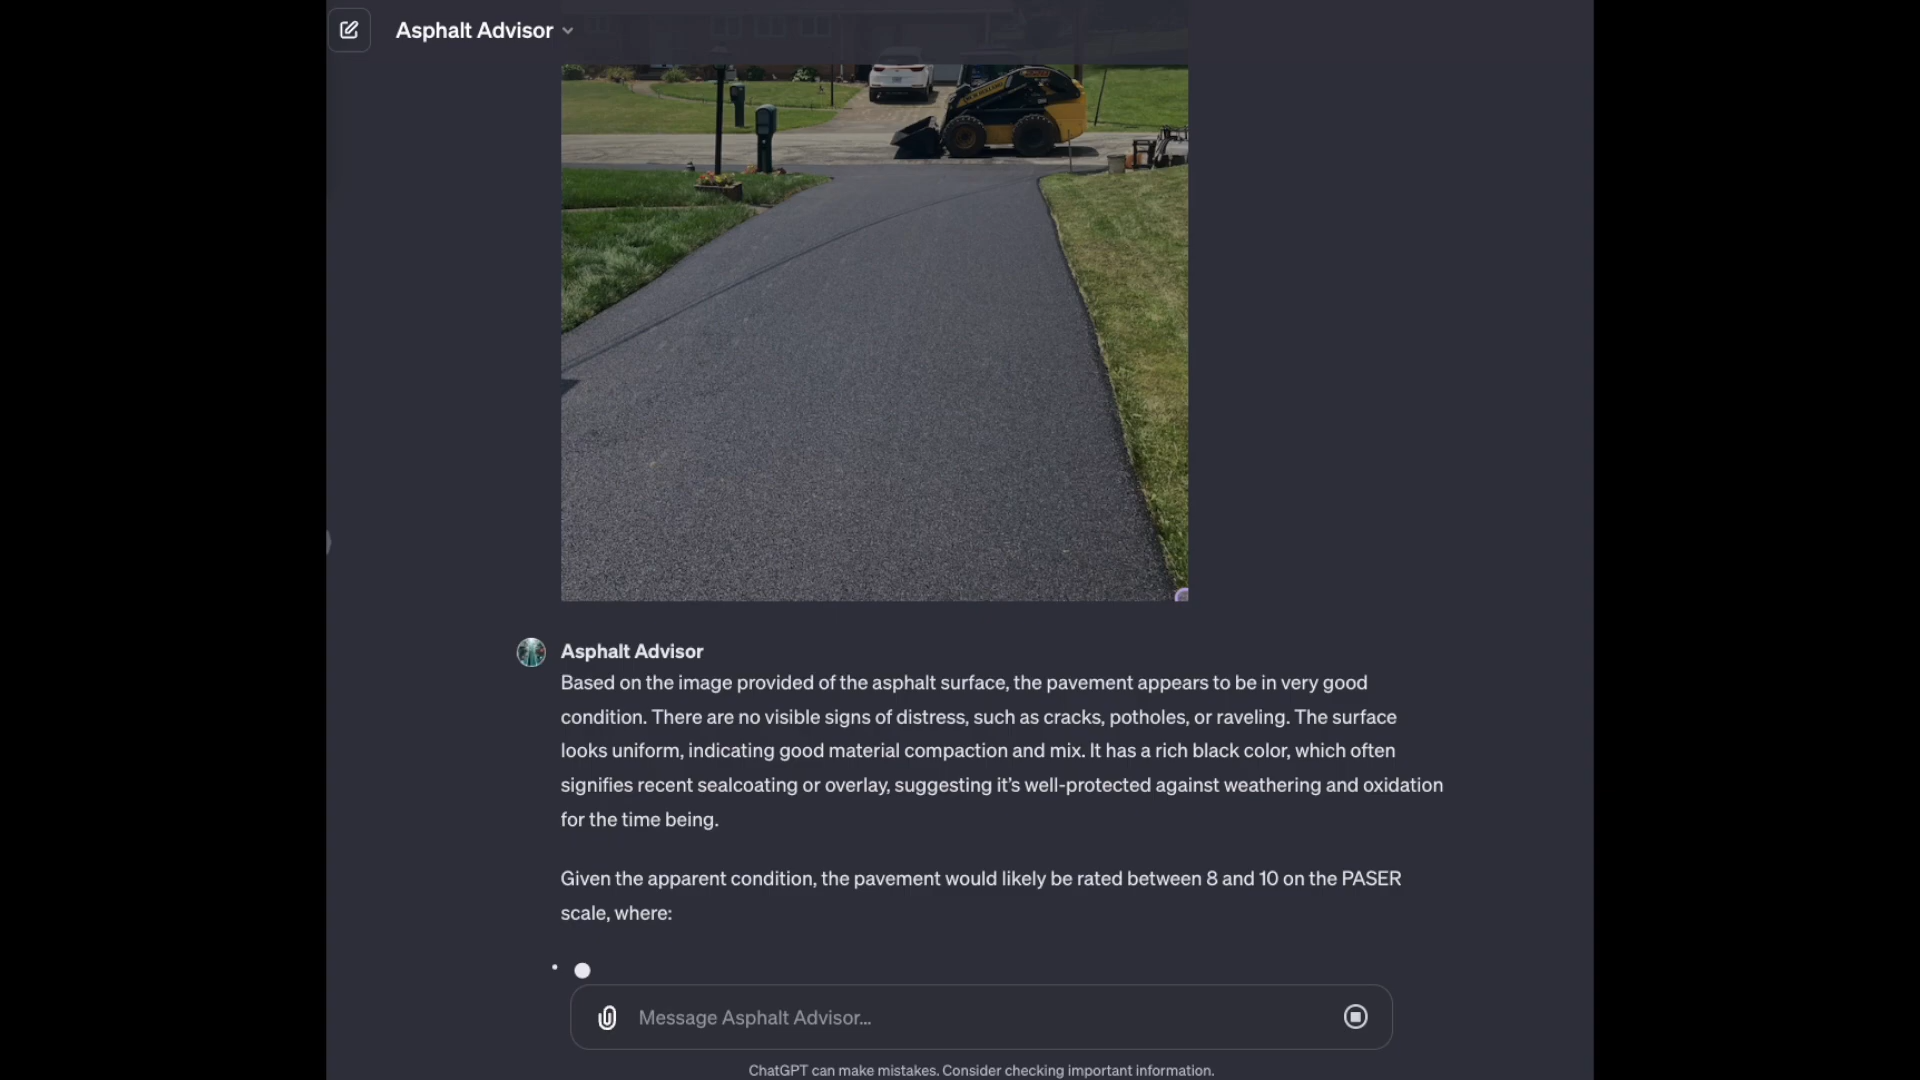 Asphalt Advisor
Asphalt Advisor
Based on the image provided of the asphalt surface, the pavement appears to be in very good
condition. There are no visible signs of distress, such as cracks, potholes, or raveling. The surface
looks uniform, indicating good material compaction and mix. It has a rich black color, which often
signifies recent sealcoating or overlay, suggesting it’s well-protected against weathering and oxidation
for the time being.
Given the apparent condition, the pavement would likely be rated between 8 and 10 on the PASER
scale, where:
Message Asphalt Advisor…
ChatGPT can make mistakes. Consider checking important information.